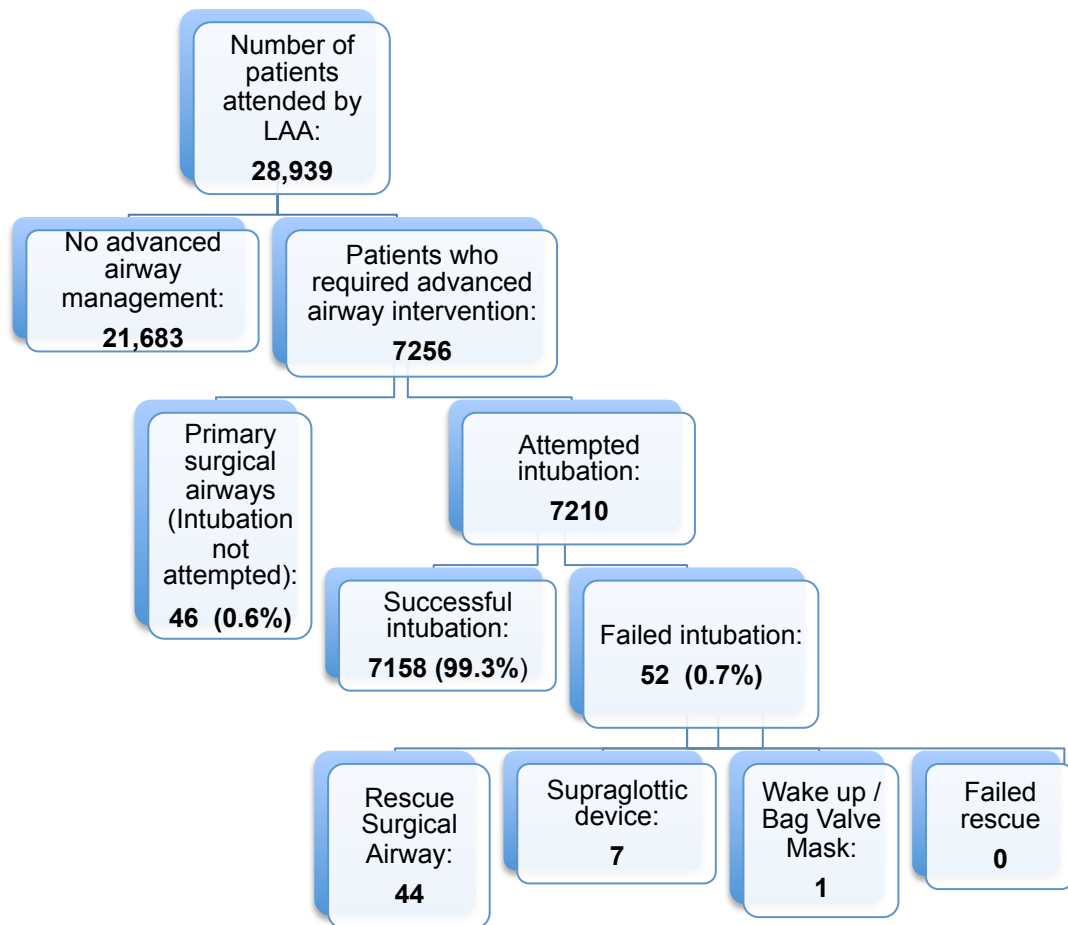 Number of
patients
attended by
LAA:
28,939
No advanced
airway
management:
21,683
Patients who
required advanced
airway intervention:
7256
Primary
surgical
airways
(Intubation
not
attempted):
46 (0.6%)
Attempted
intubation:
7210
Successful
intubation:
7158 (99.3%)
Failed intubation:
52 (0.7%)
Rescue
Surgical
Airway:
44
Supraglottic
device:
7
Wake up /
Bag Valve
Mask:
1
Failed
rescue
0